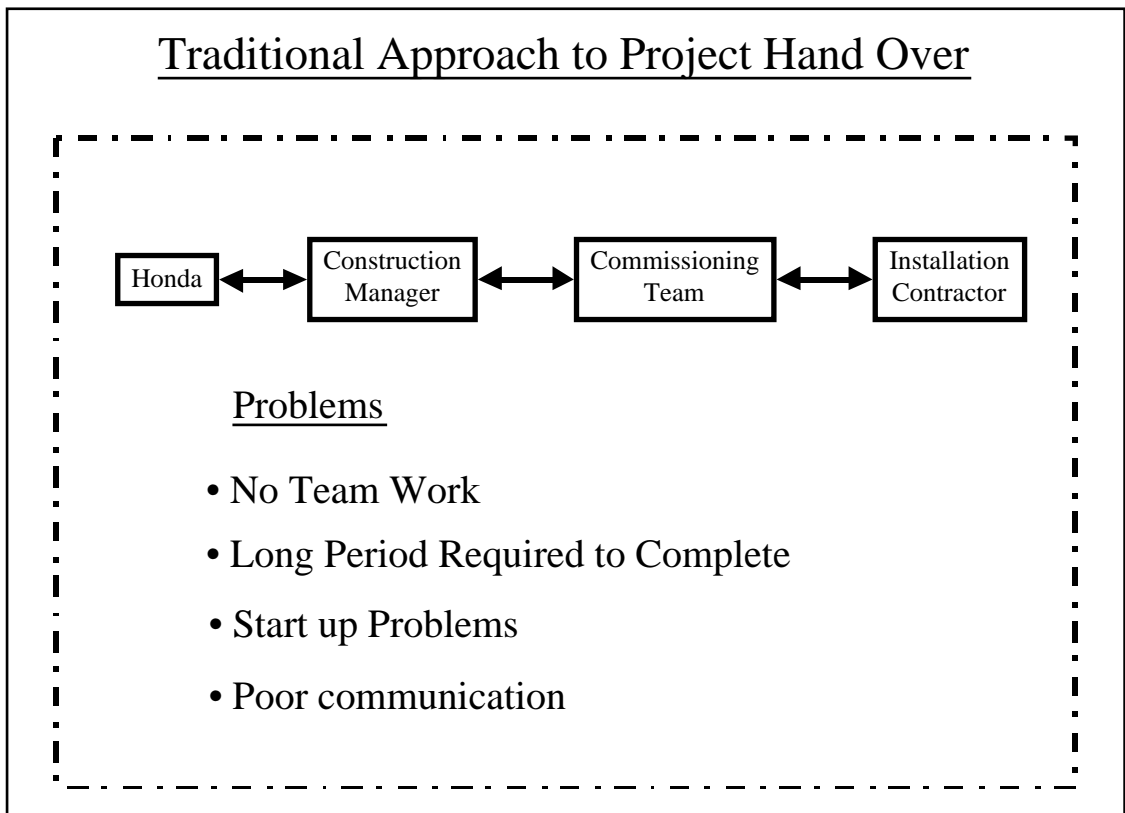 Traditional Approach to Project Hand Over
Honda
Construction
Manager
Commissioning
Team
Installation
Contractor
Problems
• No Team Work
• Long Period Required to Complete
• Start up Problems
• Poor communication